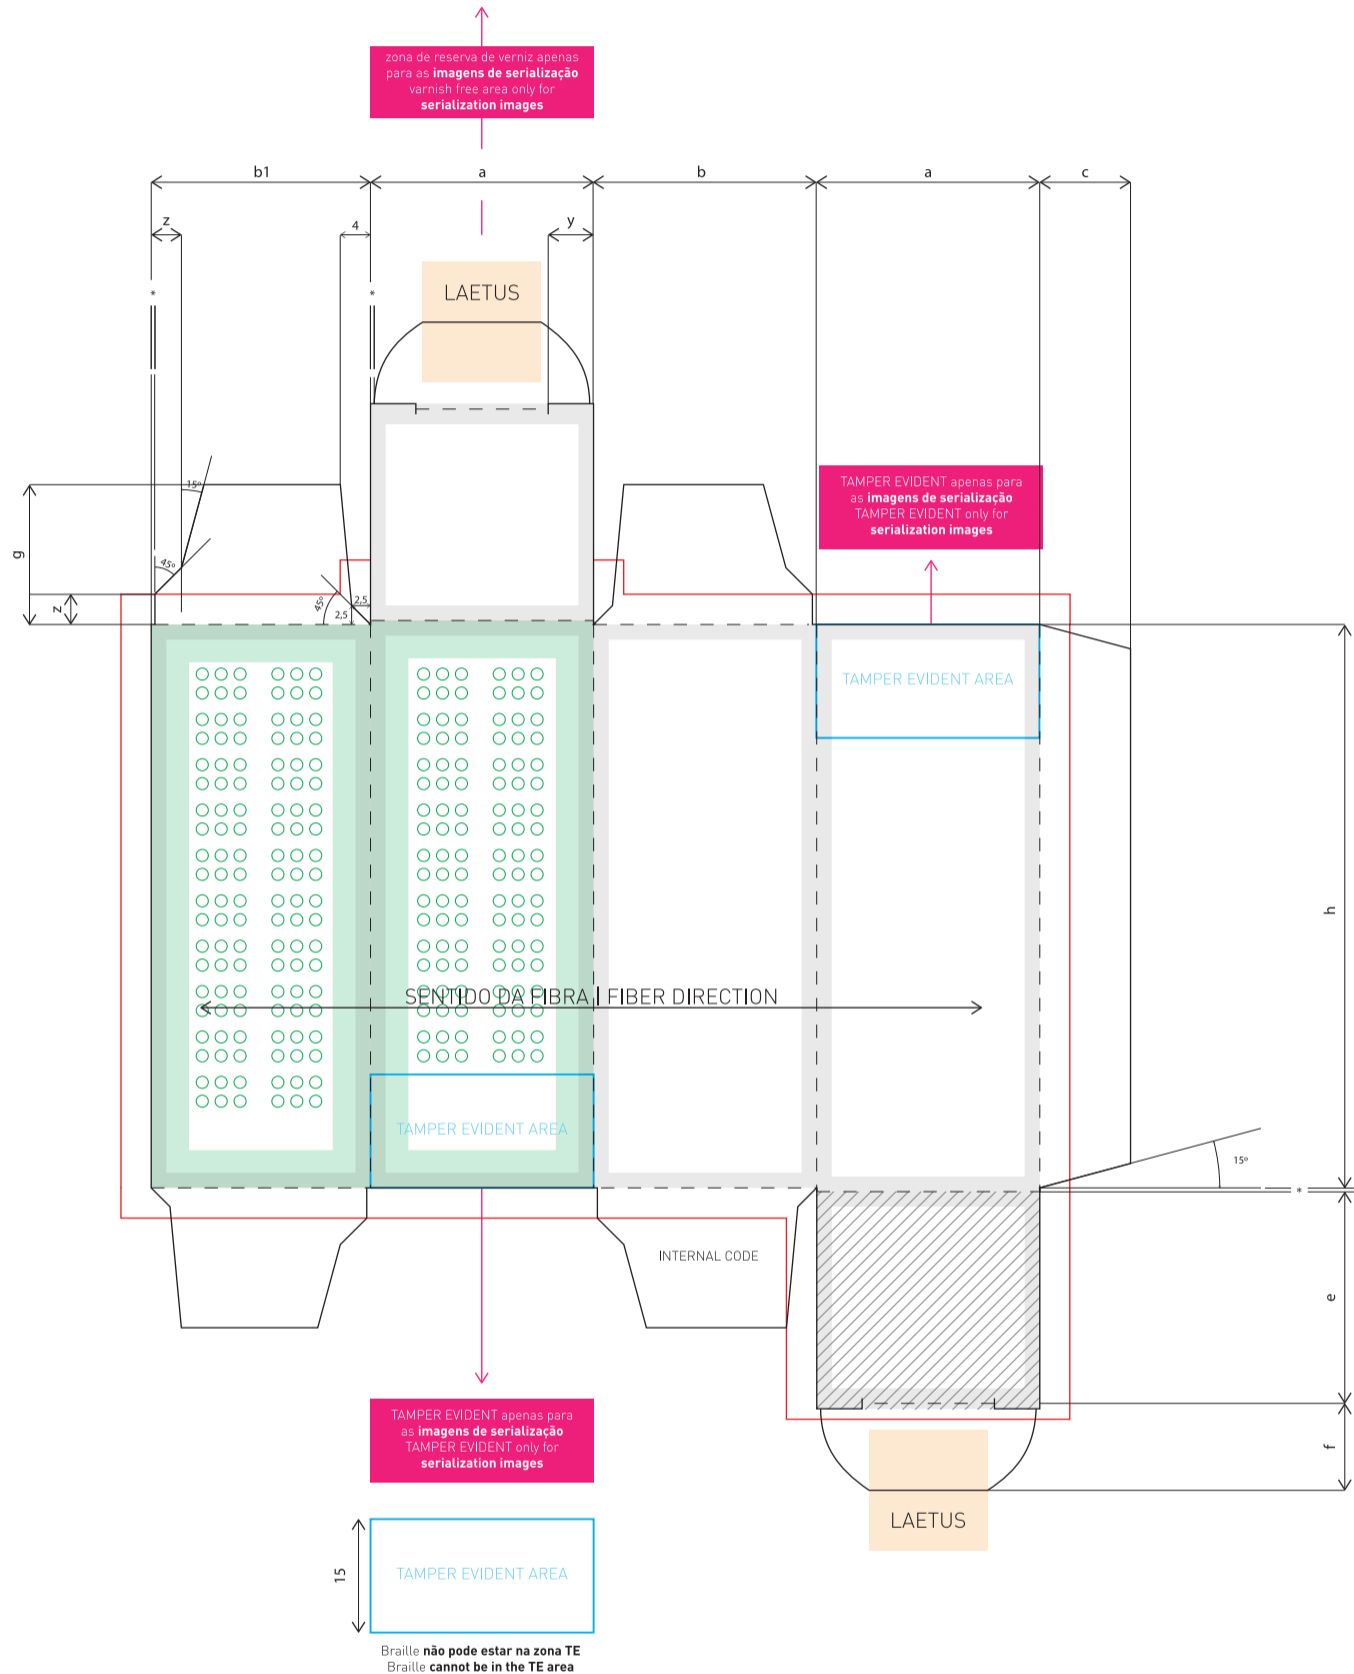 zona de reserva de verniz apenas
para as imagens de serialização
varnish free area only for
serialization images
b1
a
b
a
c
z
4
y
*
*
LAETUS
15º
g
45º
z
45º
2,5
2,5
TAMPER EVIDENT apenas para
as imagens de serialização
TAMPER EVIDENT only for
serialization images
TAMPER EVIDENT AREA
h
SENTIDO DA FIBRA | FIBER DIRECTION
TAMPER EVIDENT AREA
15º
*
INTERNAL CODE
e
TAMPER EVIDENT apenas para
as imagens de serialização
TAMPER EVIDENT only for
serialization images
f
LAETUS
15
TAMPER EVIDENT AREA
Braille não pode estar na zona TE
Braille cannot be in the TE area